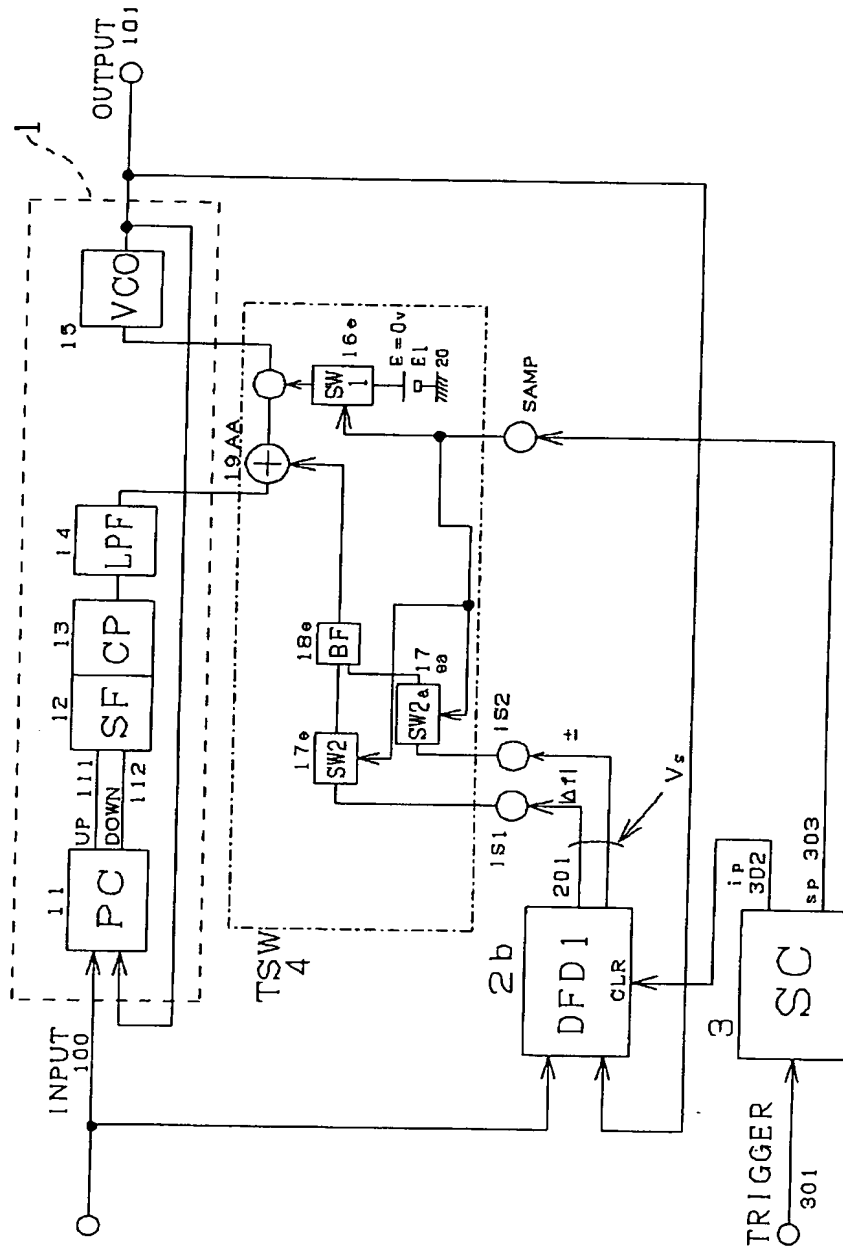 1
OUTPUT
101
INPUT
100
11
PC
UP 111
DOWN
112
12
SF
13
CP
14
LPF
15
VCO
TSW
4
19AA
+
SW
1
16e
E=0v
E1
20
SAMP
18e
BF
17e
SW2
17
ea
SW2a
IS1
IS2
Δf1
±
Vs
201
2b
DFD1
CLR
ip
302
sp 303
3
SC
TRIGGER
301